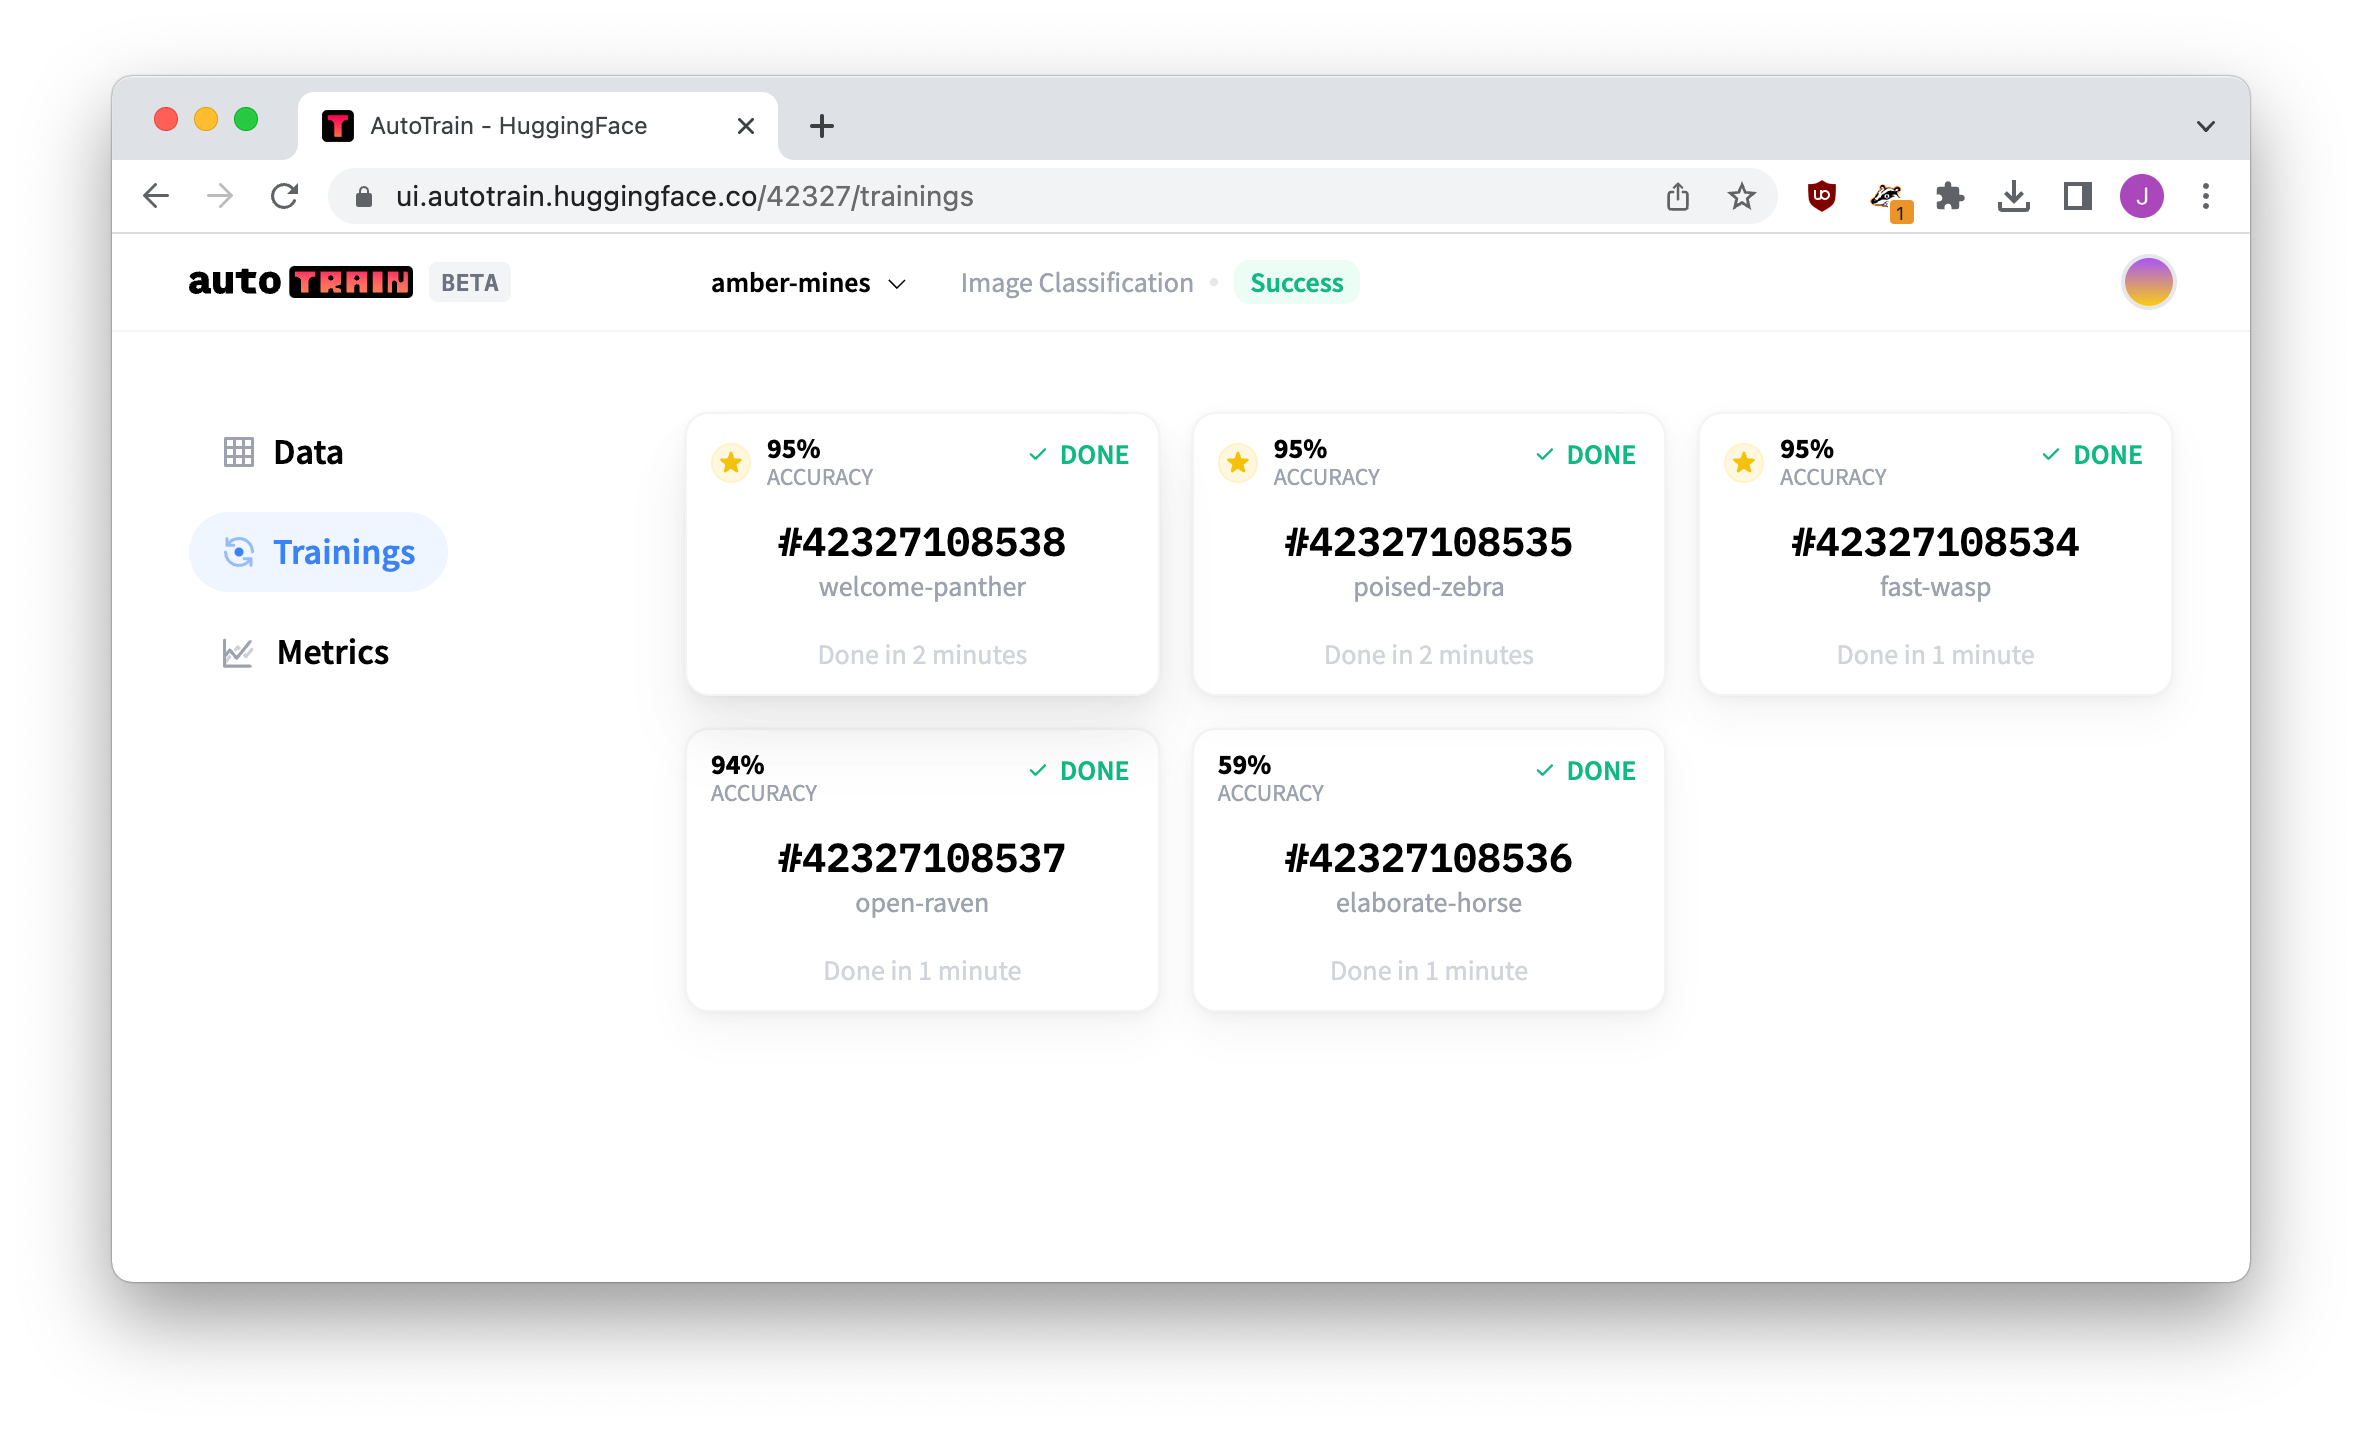 AutoTrain - HuggingFace
ui.autotrain.huggingface.co/42327/trainings
1
J
auto TRAIN BETA
amber-mines
Image Classification • Success
Data
Trainings
Metrics
95%
ACCURACY
DONE
#42327108538
welcome-panther
Done in 2 minutes
95%
ACCURACY
DONE
#42327108535
poised-zebra
Done in 2 minutes
95%
ACCURACY
DONE
#42327108534
fast-wasp
Done in 1 minute
94%
ACCURACY
DONE
#42327108537
open-raven
Done in 1 minute
59%
ACCURACY
DONE
#42327108536
elaborate-horse
Done in 1 minute